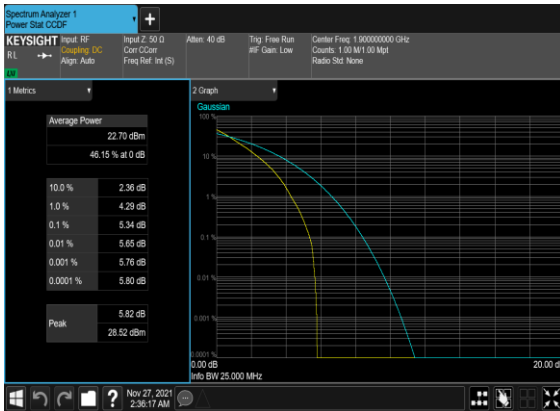 Spectrum Analyzer 1
Power Stat CCDF
KEYSIGHT
RL
LXI
Input: RF
Coupling: DC
Align: Auto
Input Z: 50 Ω
Corr CCorr
Freq Ref: Int (S)
Atten: 40 dB
Trig: Free Run
#IF Gain: Low
Center Freq: 1.900000000 GHz
Counts: 1.00 M/1.00 Mpt
Radio Std: None
1 Metrics
Average Power
22.70 dBm
46.15 % at 0 dB
10.0 % 2.36 dB
1.0 % 4.29 dB
0.1 % 5.34 dB
0.01 % 5.65 dB
0.001 % 5.76 dB
0.0001 % 5.80 dB
Peak
5.82 dB
28.52 dBm
2 Graph
Gaussian
100 %
10 %
1 %
0.1 %
0.01 %
0.001 %
0.0001 %
0.00 dB
20.00 d
Info BW 25.000 MHz
?
Nov 27, 2021
2:36:17 AM